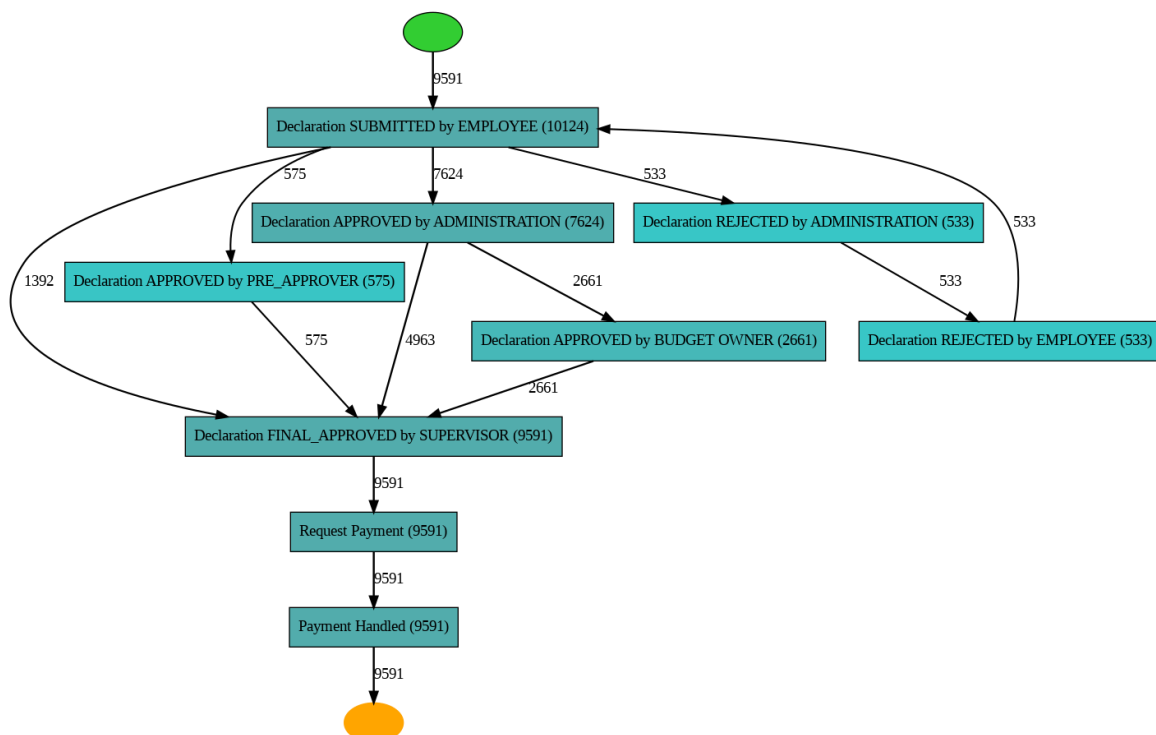 9591
Declaration SUBMITTED by EMPLOYEE (10124)
575
7624
533
Declaration APPROVED by ADMINISTRATION (7624)
Declaration REJECTED by ADMINISTRATION (533)
533
1392
Declaration APPROVED by PRE_APPROVER (575)
2661
533
575
4963
Declaration APPROVED by BUDGET OWNER (2661)
Declaration REJECTED by EMPLOYEE (533)
2661
Declaration FINAL_APPROVED by SUPERVISOR (9591)
9591
Request Payment (9591)
9591
Payment Handled (9591)
9591